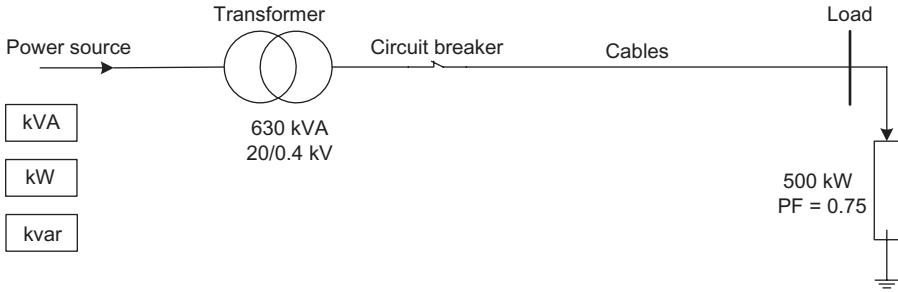 Transformer
Load
Power source
Circuit breaker
Cables
kVA
630 kVA
20/0.4 kV
kW
500 kW
PF = 0.75
kvar